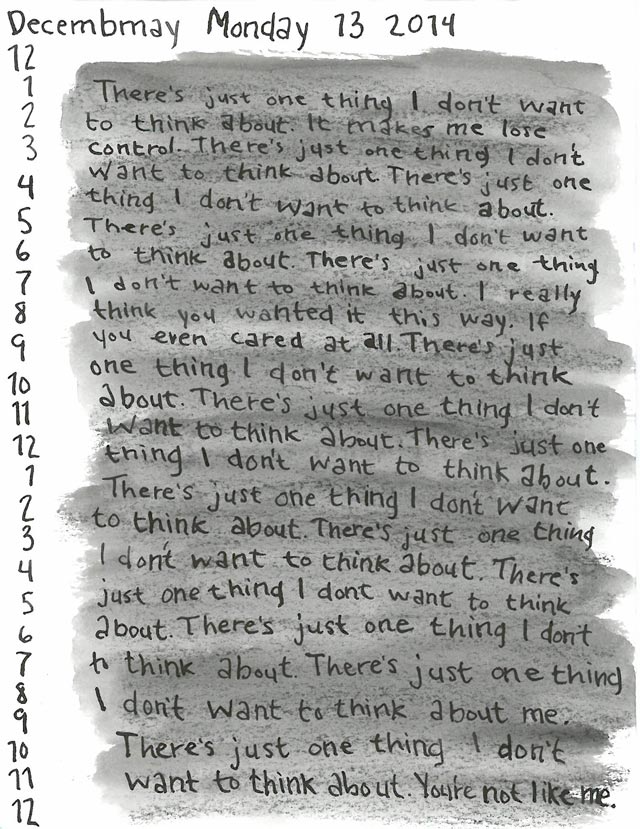 Decembmay Monday 13 2014
12
1
2
3
4
5
6
7
8
9
10
11
12
1
2
3
4
5
6
7
8
9
10
11
12
There's just one thing I don't want
to think about. It makes me lose
control. There's just one thing I don't
want to think about. There's just one
thing I don't want to think about.
There's just one thing I don't want
to think about. There's just one thing
I don't want to think about. I really
think you wanted it this way. If
you even cared at all. There's just
one thing I don't want to think
about. There's just one thing I don't
want to think about. There's just one
thing I don't want to think about.
There's just one thing I don't want
to think about. There's just one thing
I don't want to think about. There's
just one thing I dont want to think
about. There's just one thing I don't
to think about. There's just one thing
I don't want to think about me.
There's just one thing I don't
want to think about. You're not like me.